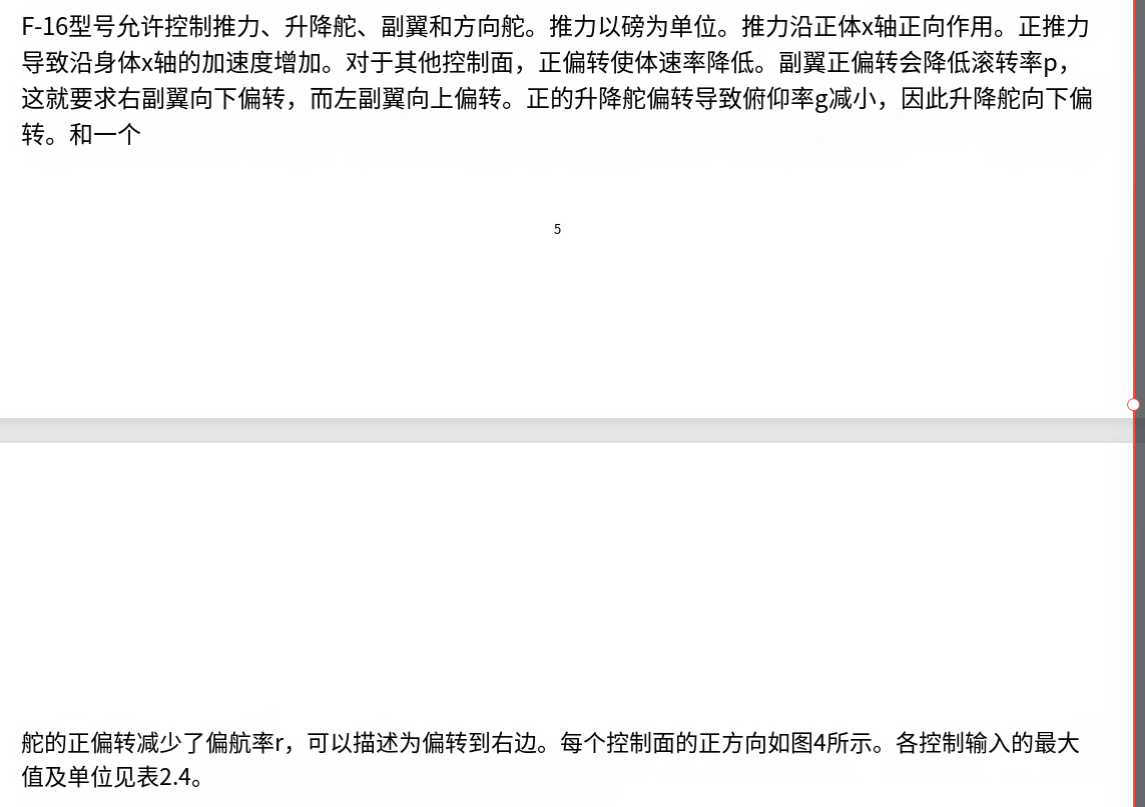 F-16型号允许控制推力、升降舵、副翼和方向舵。推力以磅为单位。推力沿正体x轴正向作用。正推力
导致沿身体x轴的加速度增加。对于其他控制面，正偏转使体速率降低。副翼正偏转会降低滚转率p，
这就要求右副翼向下偏转，而左副翼向上偏转。正的升降舵偏转导致俯仰率g减小，因此升降舵向下偏
转。和一个
5
舵的正偏转减少了偏航率r，可以描述为偏转到右边。每个控制面的正方向如图4所示。各控制输入的最大
值及单位见表2.4。